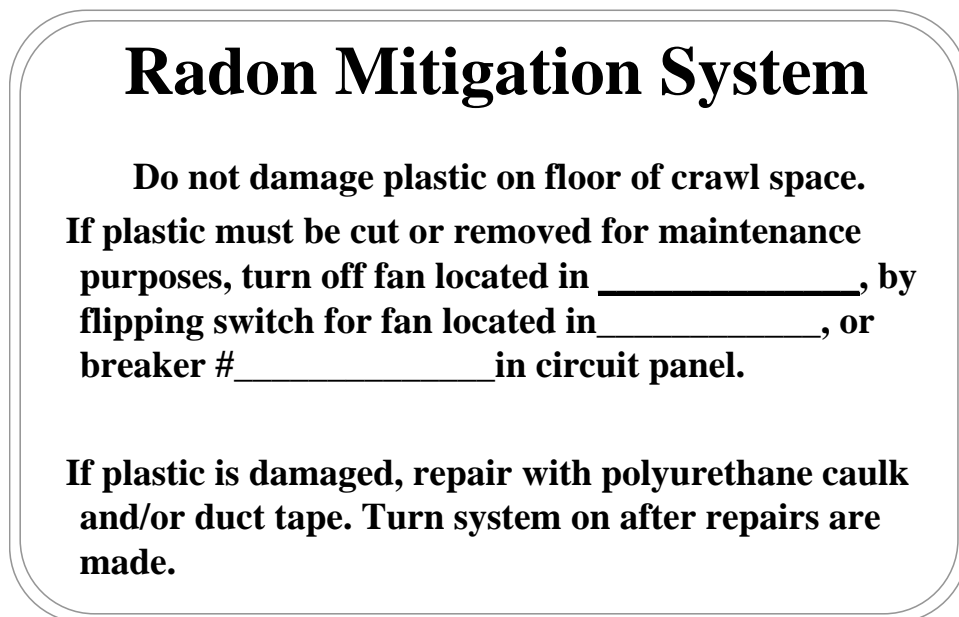 Radon Mitigation System
Do not damage plastic on floor of crawl space.
If plastic must be cut or removed for maintenance
purposes, turn off fan located in ______________, by
flipping switch for fan located in____________, or
breaker #______________in circuit panel.
If plastic is damaged, repair with polyurethane caulk
and/or duct tape. Turn system on after repairs are
made.